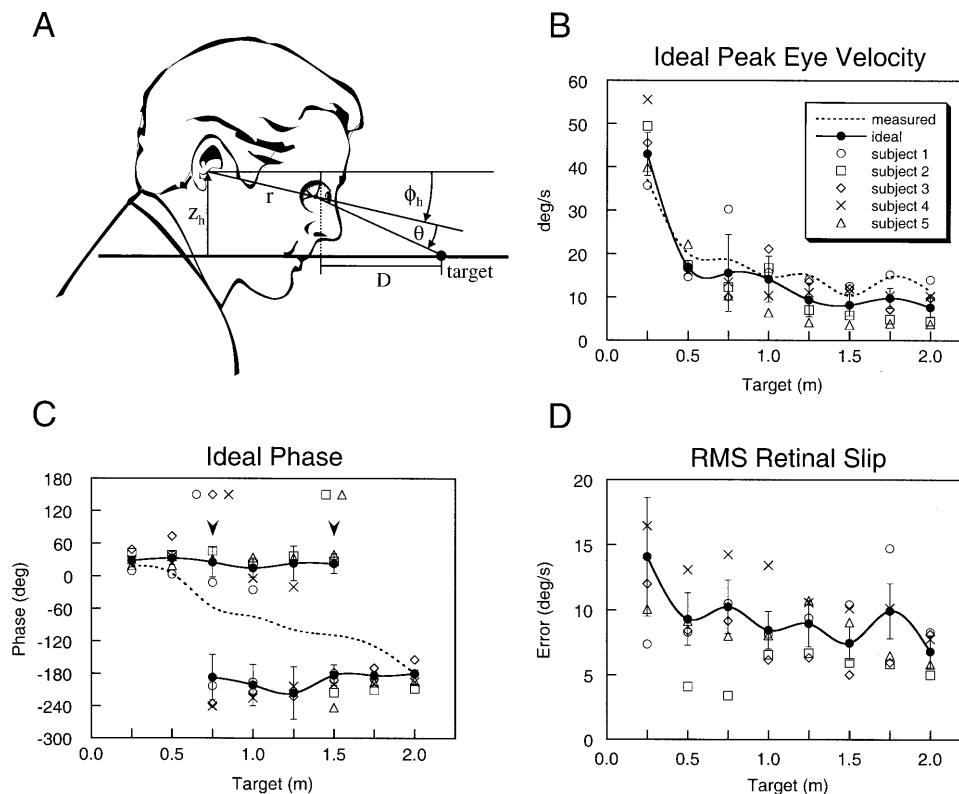 A
r
z_h
ϕ_h
θ
D
target
B
Ideal Peak Eye Velocity
60
50
40
30
20
10
0
deg/s
measured
ideal
subject 1
subject 2
subject 3
subject 4
subject 5
0.0 0.5 1.0 1.5 2.0
Target (m)
C
Ideal Phase
180
120
60
0
-60
-120
-180
-240
-300
Phase (deg)
0.0 0.5 1.0 1.5 2.0
Target (m)
D
RMS Retinal Slip
20
15
10
5
0
Error (deg/s)
0.0 0.5 1.0 1.5 2.0
Target (m)